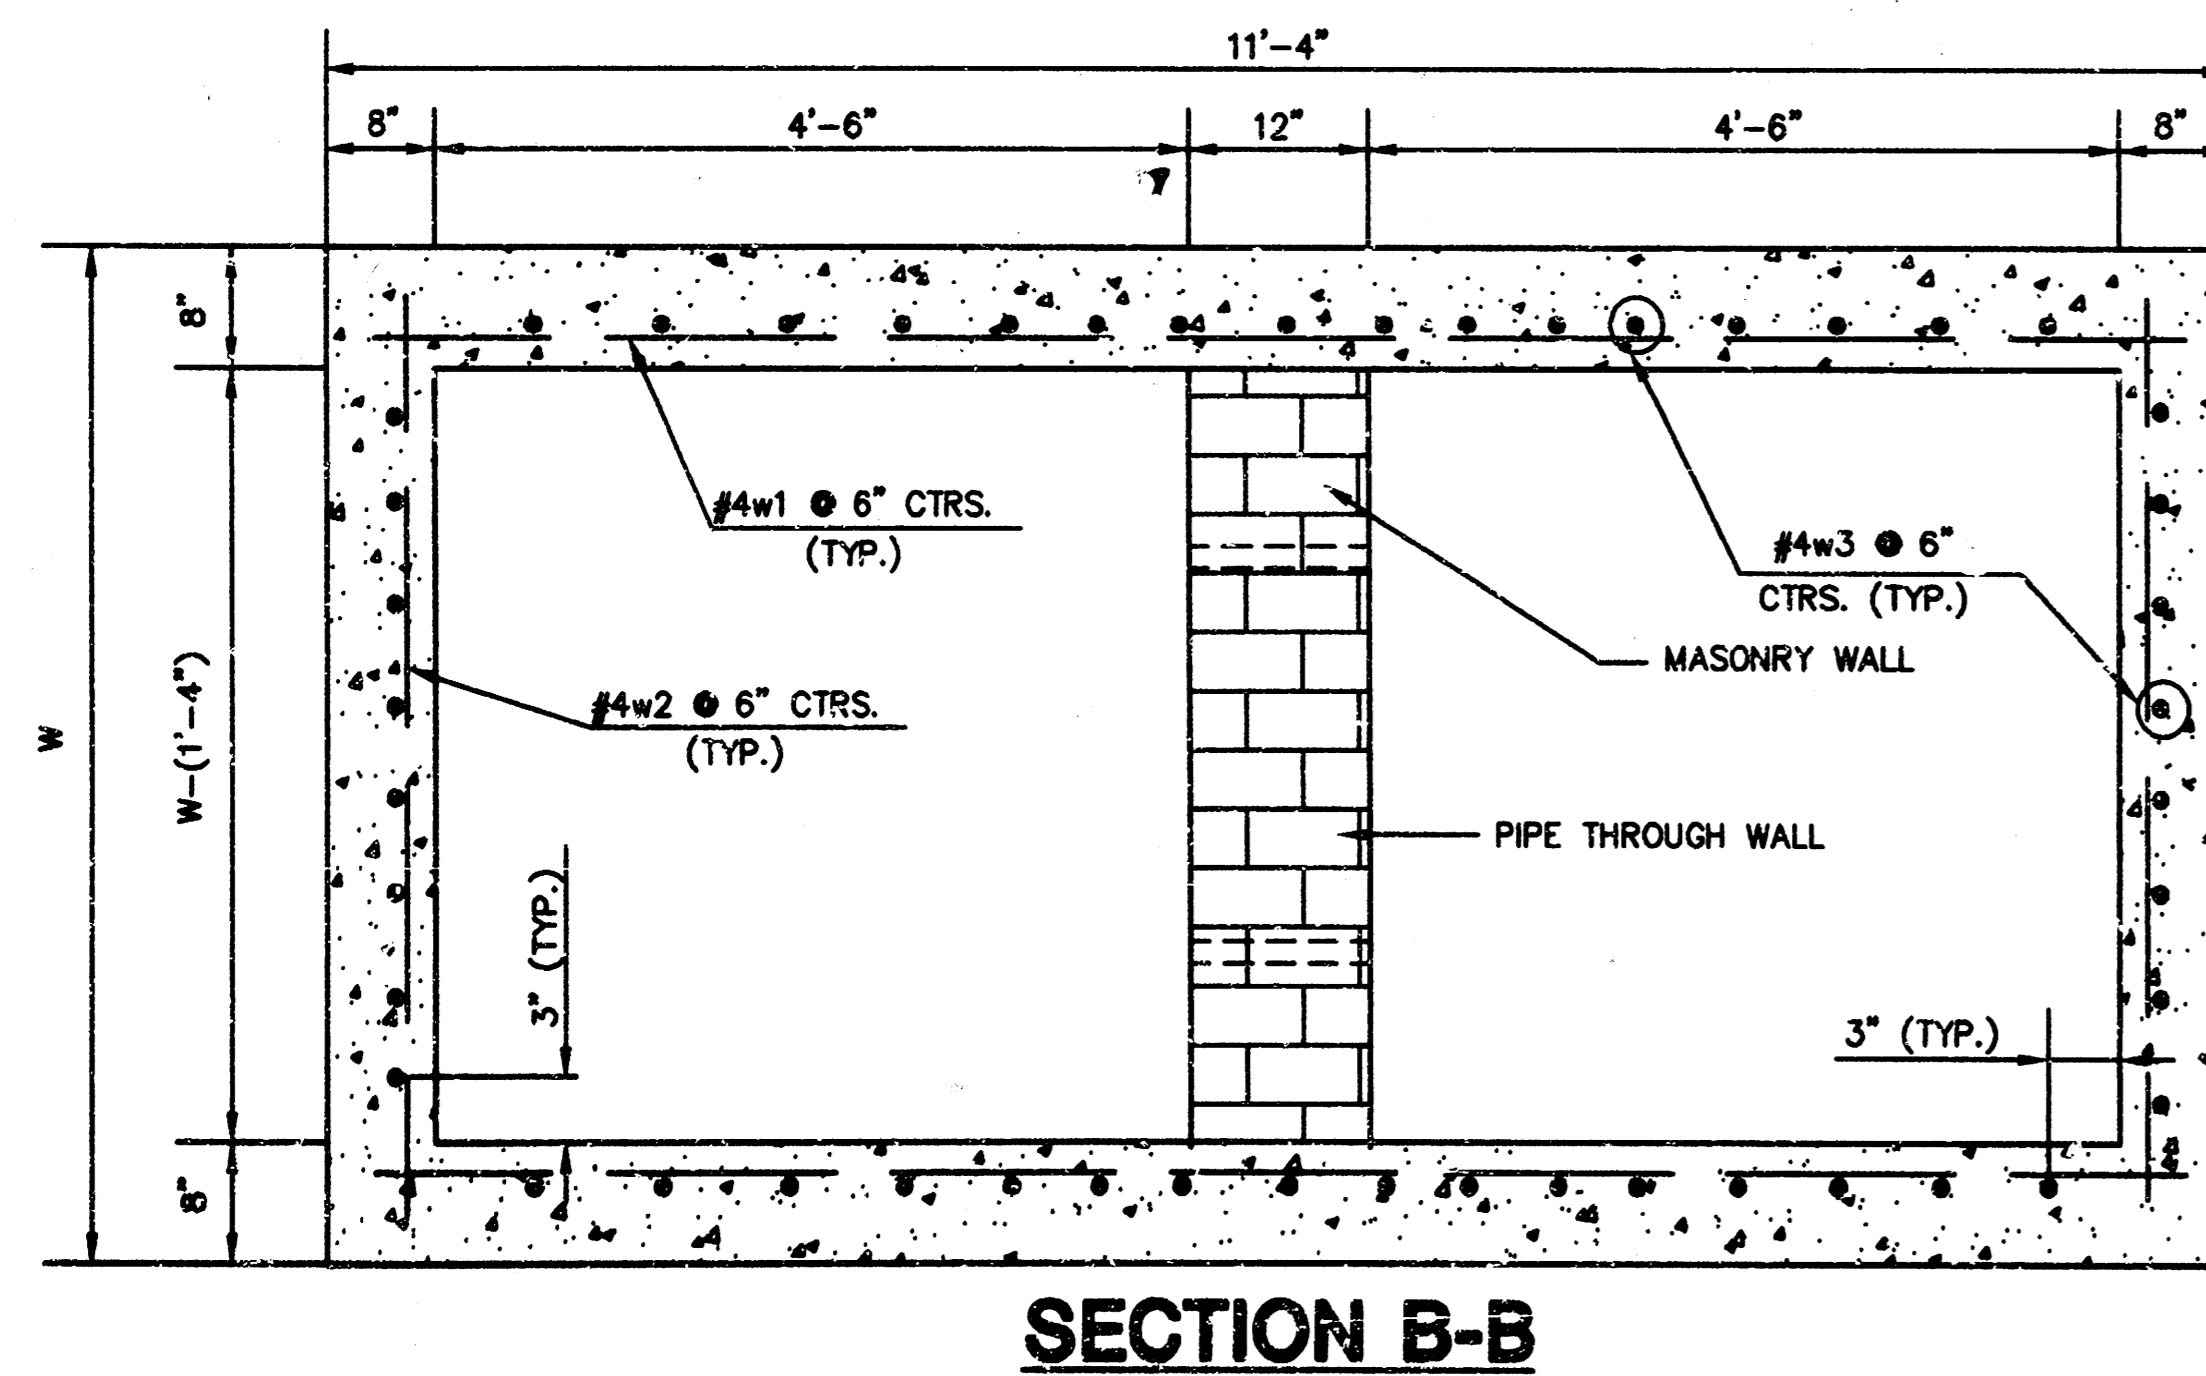 11'-4"
8" 4'-6" 12" 4'-6" 8"
8"
#4w1 @ 6" CTRS.
(TYP.)
#4w3 @ 6"
CTRS. (TYP.)
MASONRY WALL
W
W-(1'-4")
#4w2 @ 6" CTRS.
(TYP.)
PIPE THROUGH WALL
3" (TYP.)
3" (TYP.)
8"
SECTION B-B